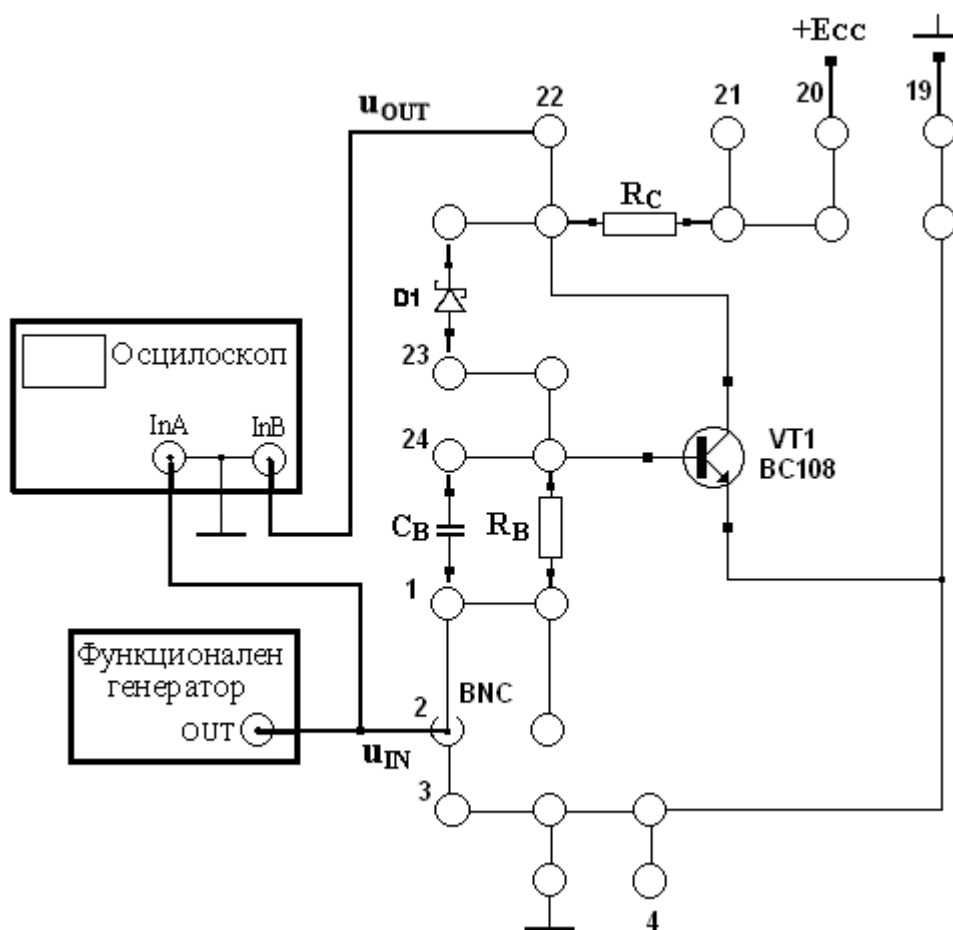 +Ecc
22
21
20
19
uOUT
RC
D1
23
Осцилоскоп
InA
InB
24
VT1
BC108
CB
RB
1
Функционален
генератор
OUT
2
BNC
uIN
3
4